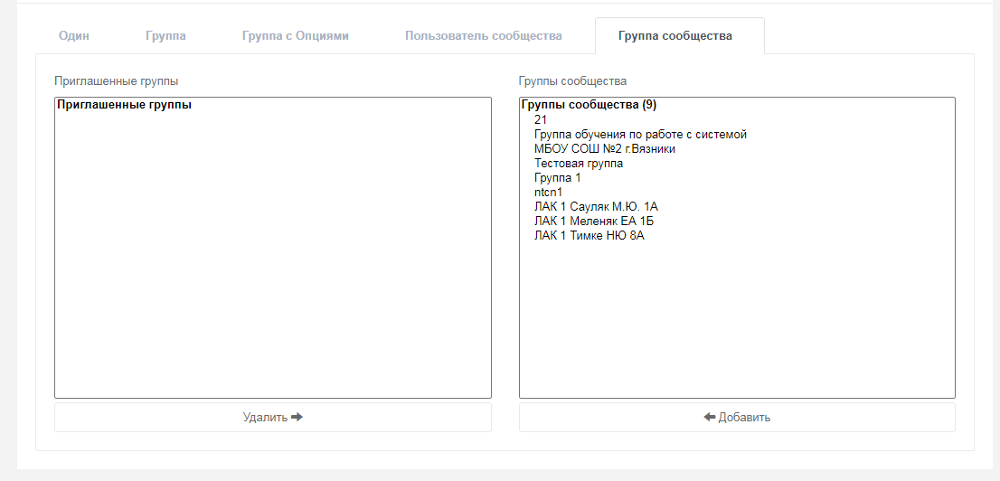 Один Группа Группа с Опциями Пользователь сообщества Группа сообщества
Приглашенные группы
Приглашенные группы
Удалить
Группы сообщества
Группы сообщества (9)
21
Группа обучения по работе с системой
МБОУ СОШ №2 г.Вязники
Тестовая группа
Группа 1
ntcn1
ЛАК 1 Сауляк М.Ю. 1А
ЛАК 1 Меленяк ЕА 1Б
ЛАК 1 Тимке НЮ 8А
Добавить